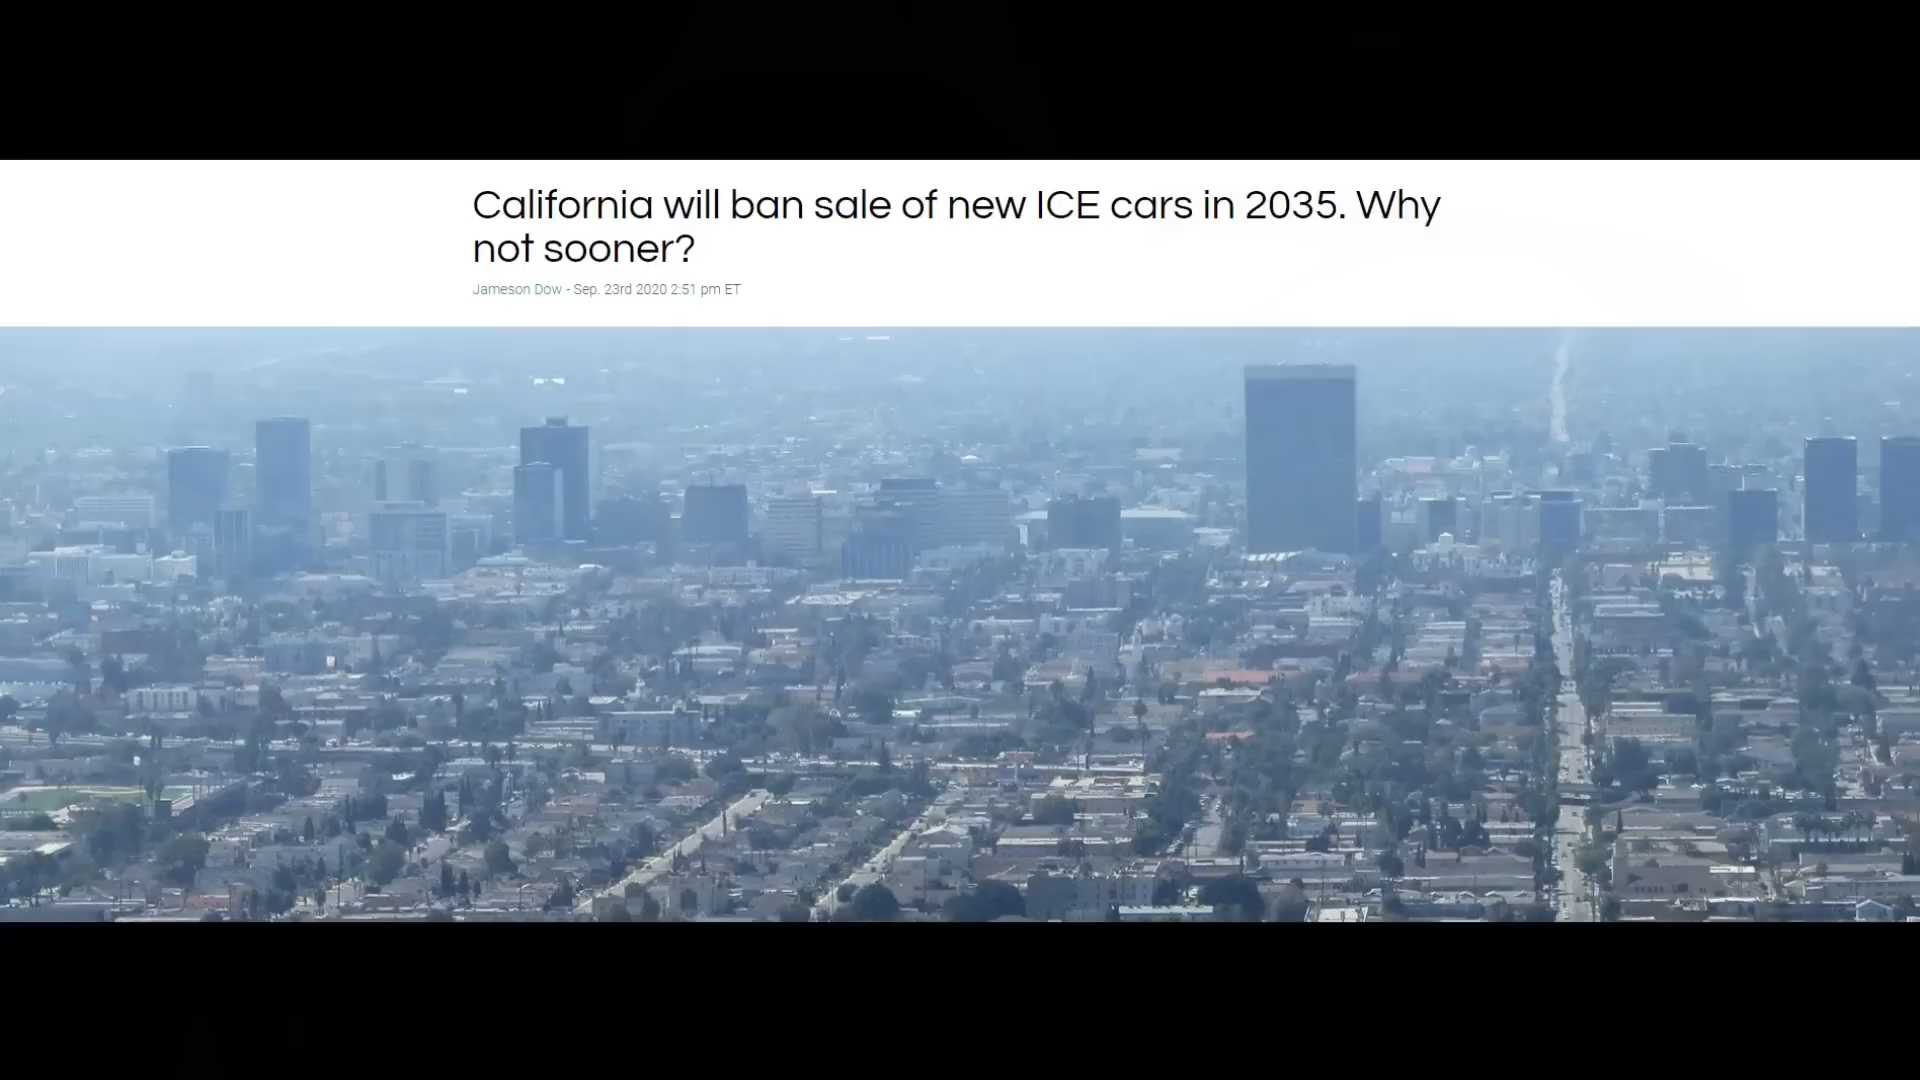 California will ban sale of new ICE cars in 2035. Why
not sooner?
Jameson Dow - Sep. 23rd 2020 2:51 pm ET